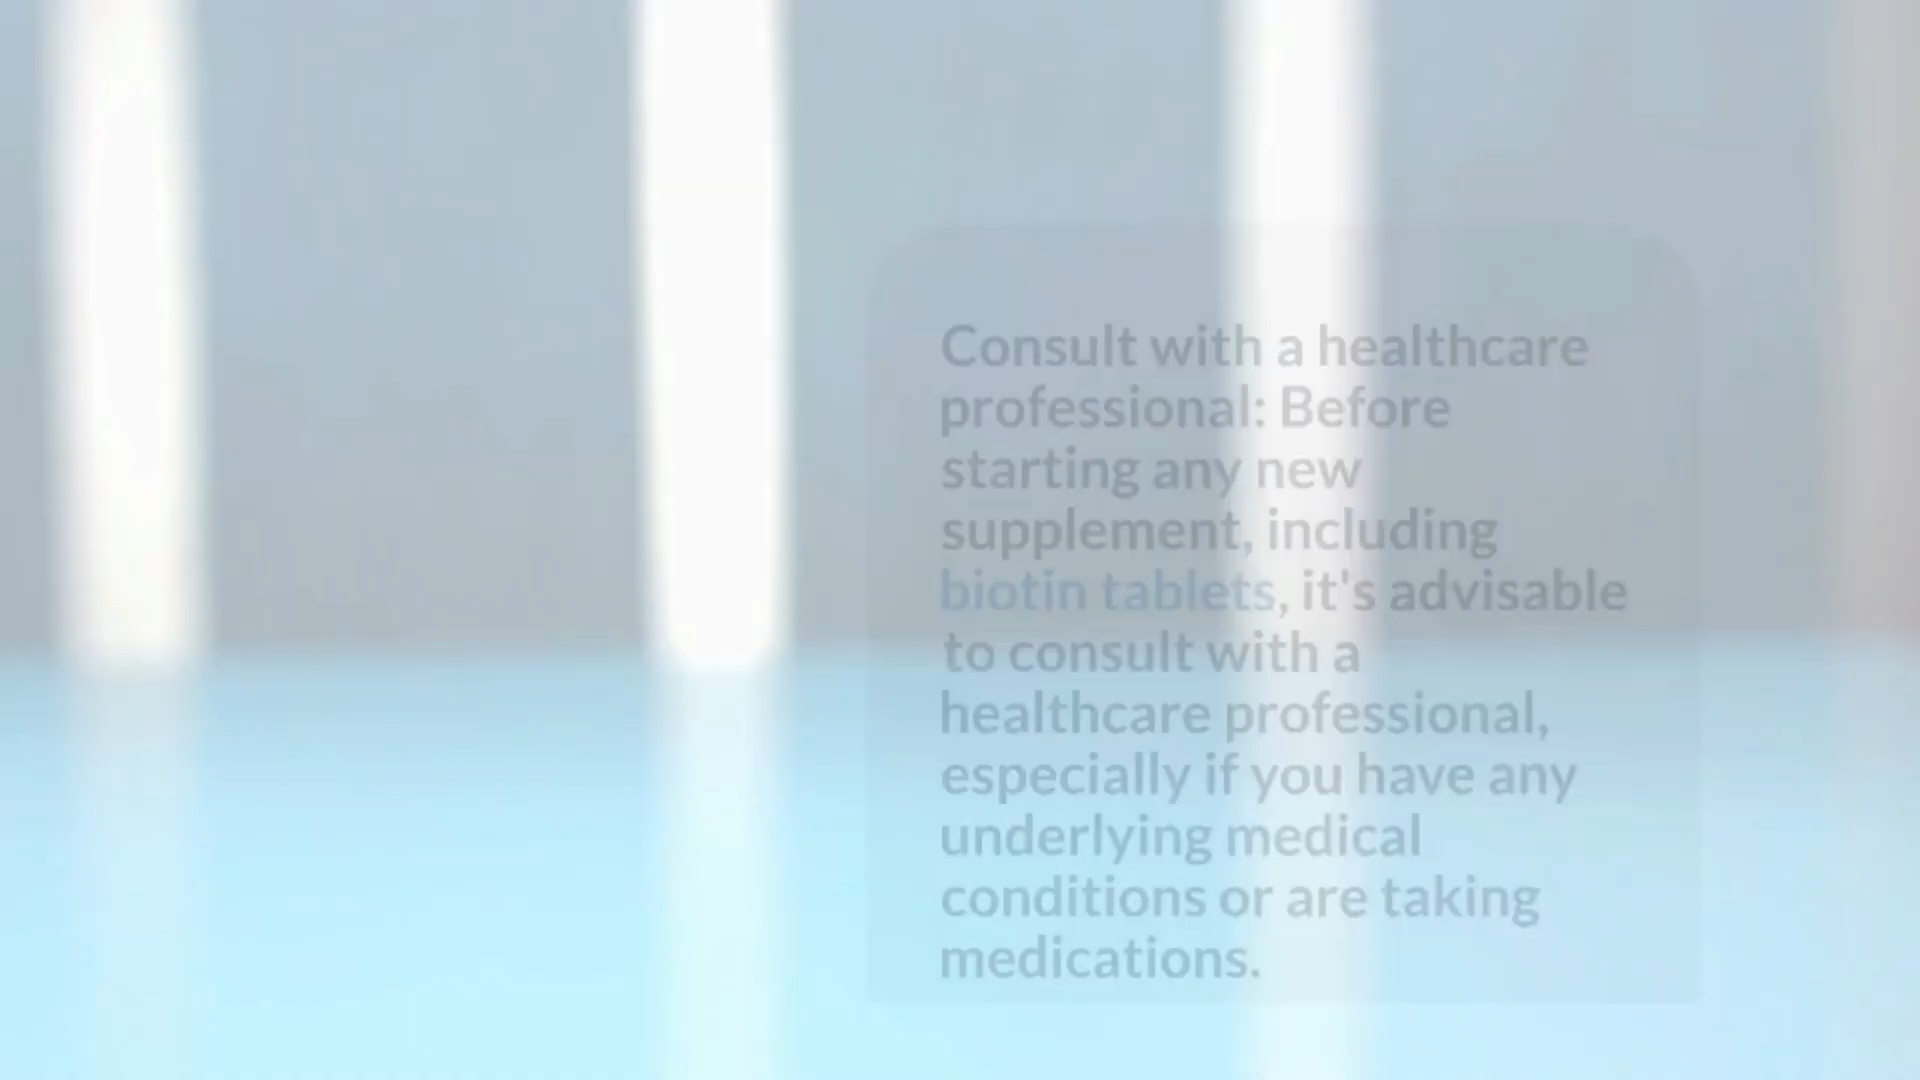 Consult with a healthcare
professional: Before
starting any new
supplement, including
biotin tablets, it's advisable
to consult with a
healthcare professional,
especially if you have any
underlying medical
conditions or are taking
medications.